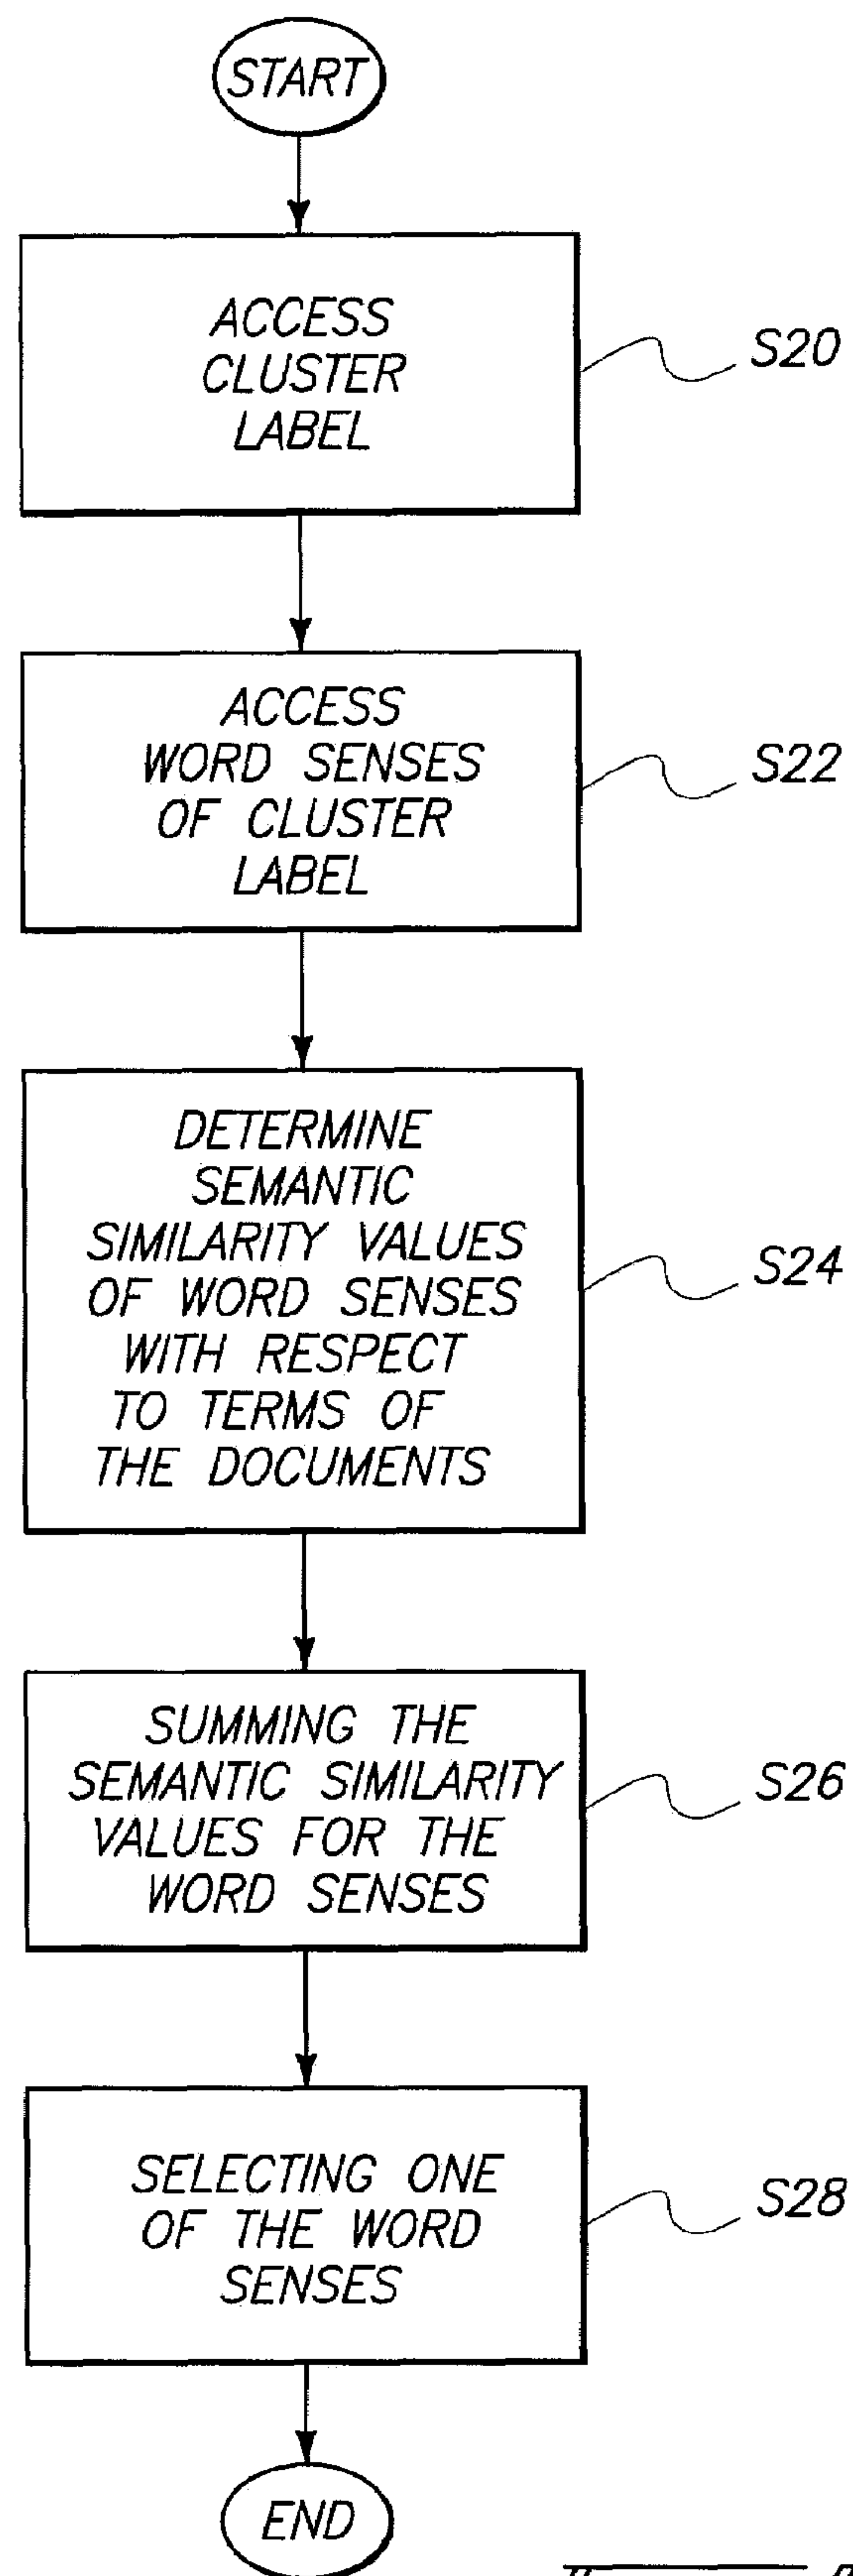 START
ACCESS
CLUSTER
LABEL
S20
ACCESS
WORD SENSES
OF CLUSTER
LABEL
S22
DETERMINE
SEMANTIC
SIMILARITY VALUES
OF WORD SENSES
WITH RESPECT
TO TERMS OF
THE DOCUMENTS
S24
SUMMING THE
SEMANTIC SIMILARITY
VALUES FOR THE
WORD SENSES
S26
SELECTING ONE
OF THE WORD
SENSES
S28
END